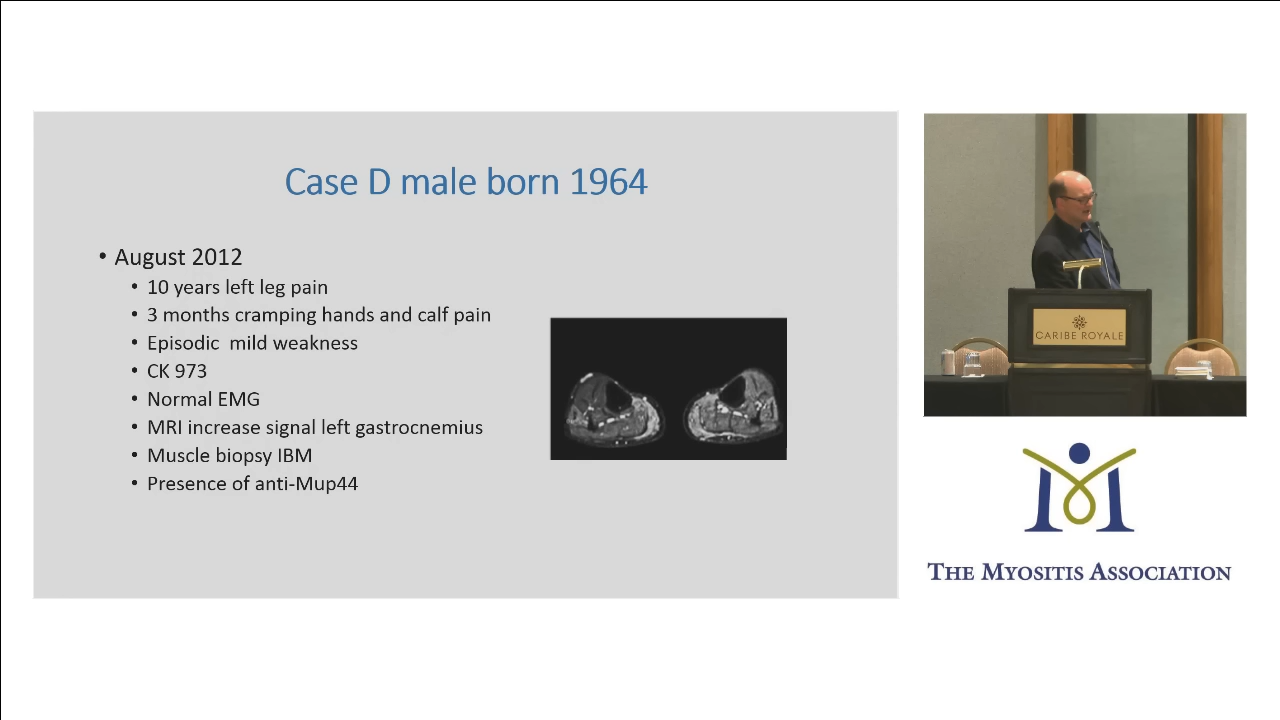 Case D male born 1964
• August 2012
• 10 years left leg pain
• 3 months cramping hands and calf pain
• Episodic  mild weakness
• CK 973
• Normal EMG
• MRI increase signal left gastrocnemius
• Muscle biopsy IBM
• Presence of anti-Mup44
CARIBE ROYALE
THE MYOSITIS ASSOCIATION